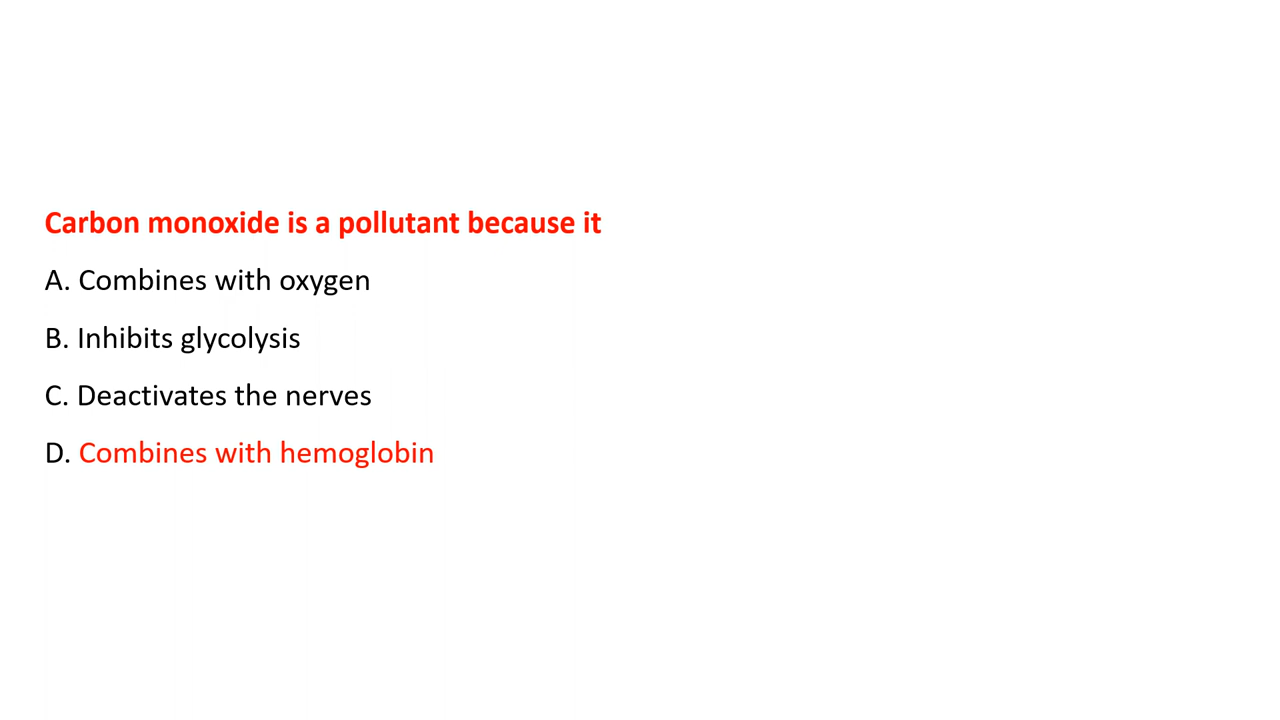 Carbon monoxide is a pollutant because it
A. Combines with oxygen
B. Inhibits glycolysis
C. Deactivates the nerves
D. Combines with hemoglobin